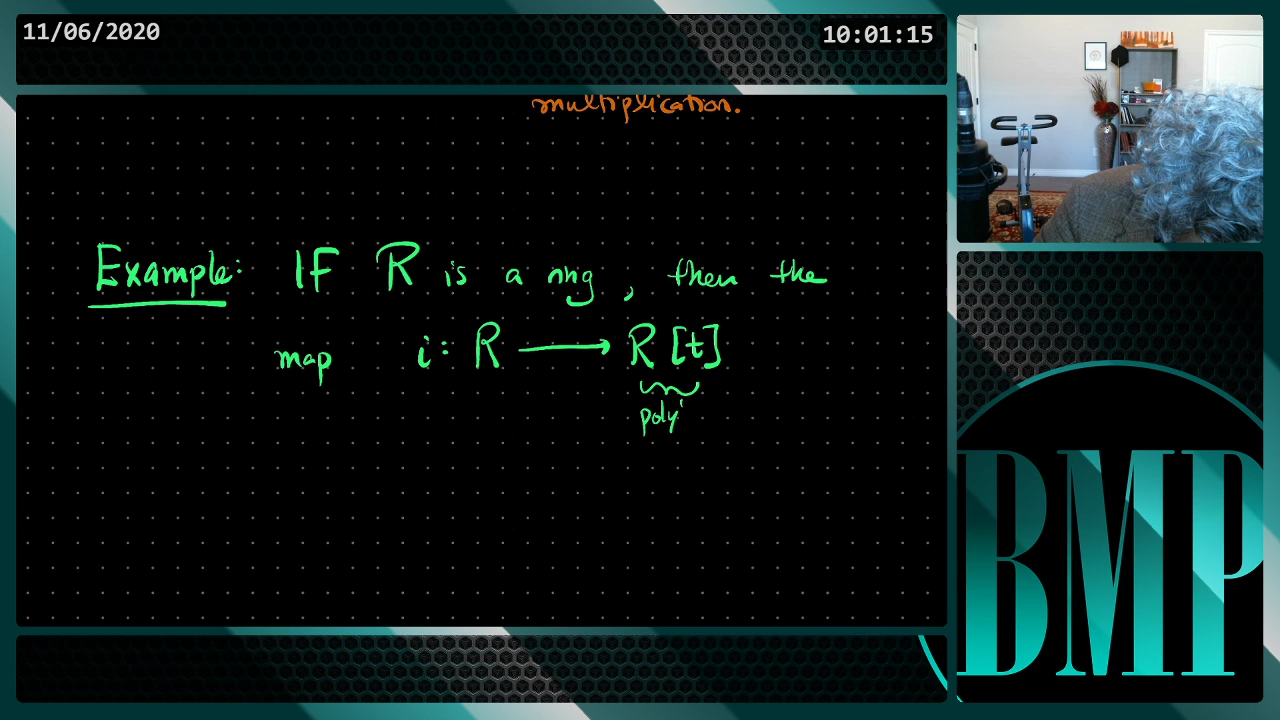 11/06/2020
10:01:15
multiplication.
Example: IF R is a ring, then the
map i: R ⟶ R[t]
poly
BMP